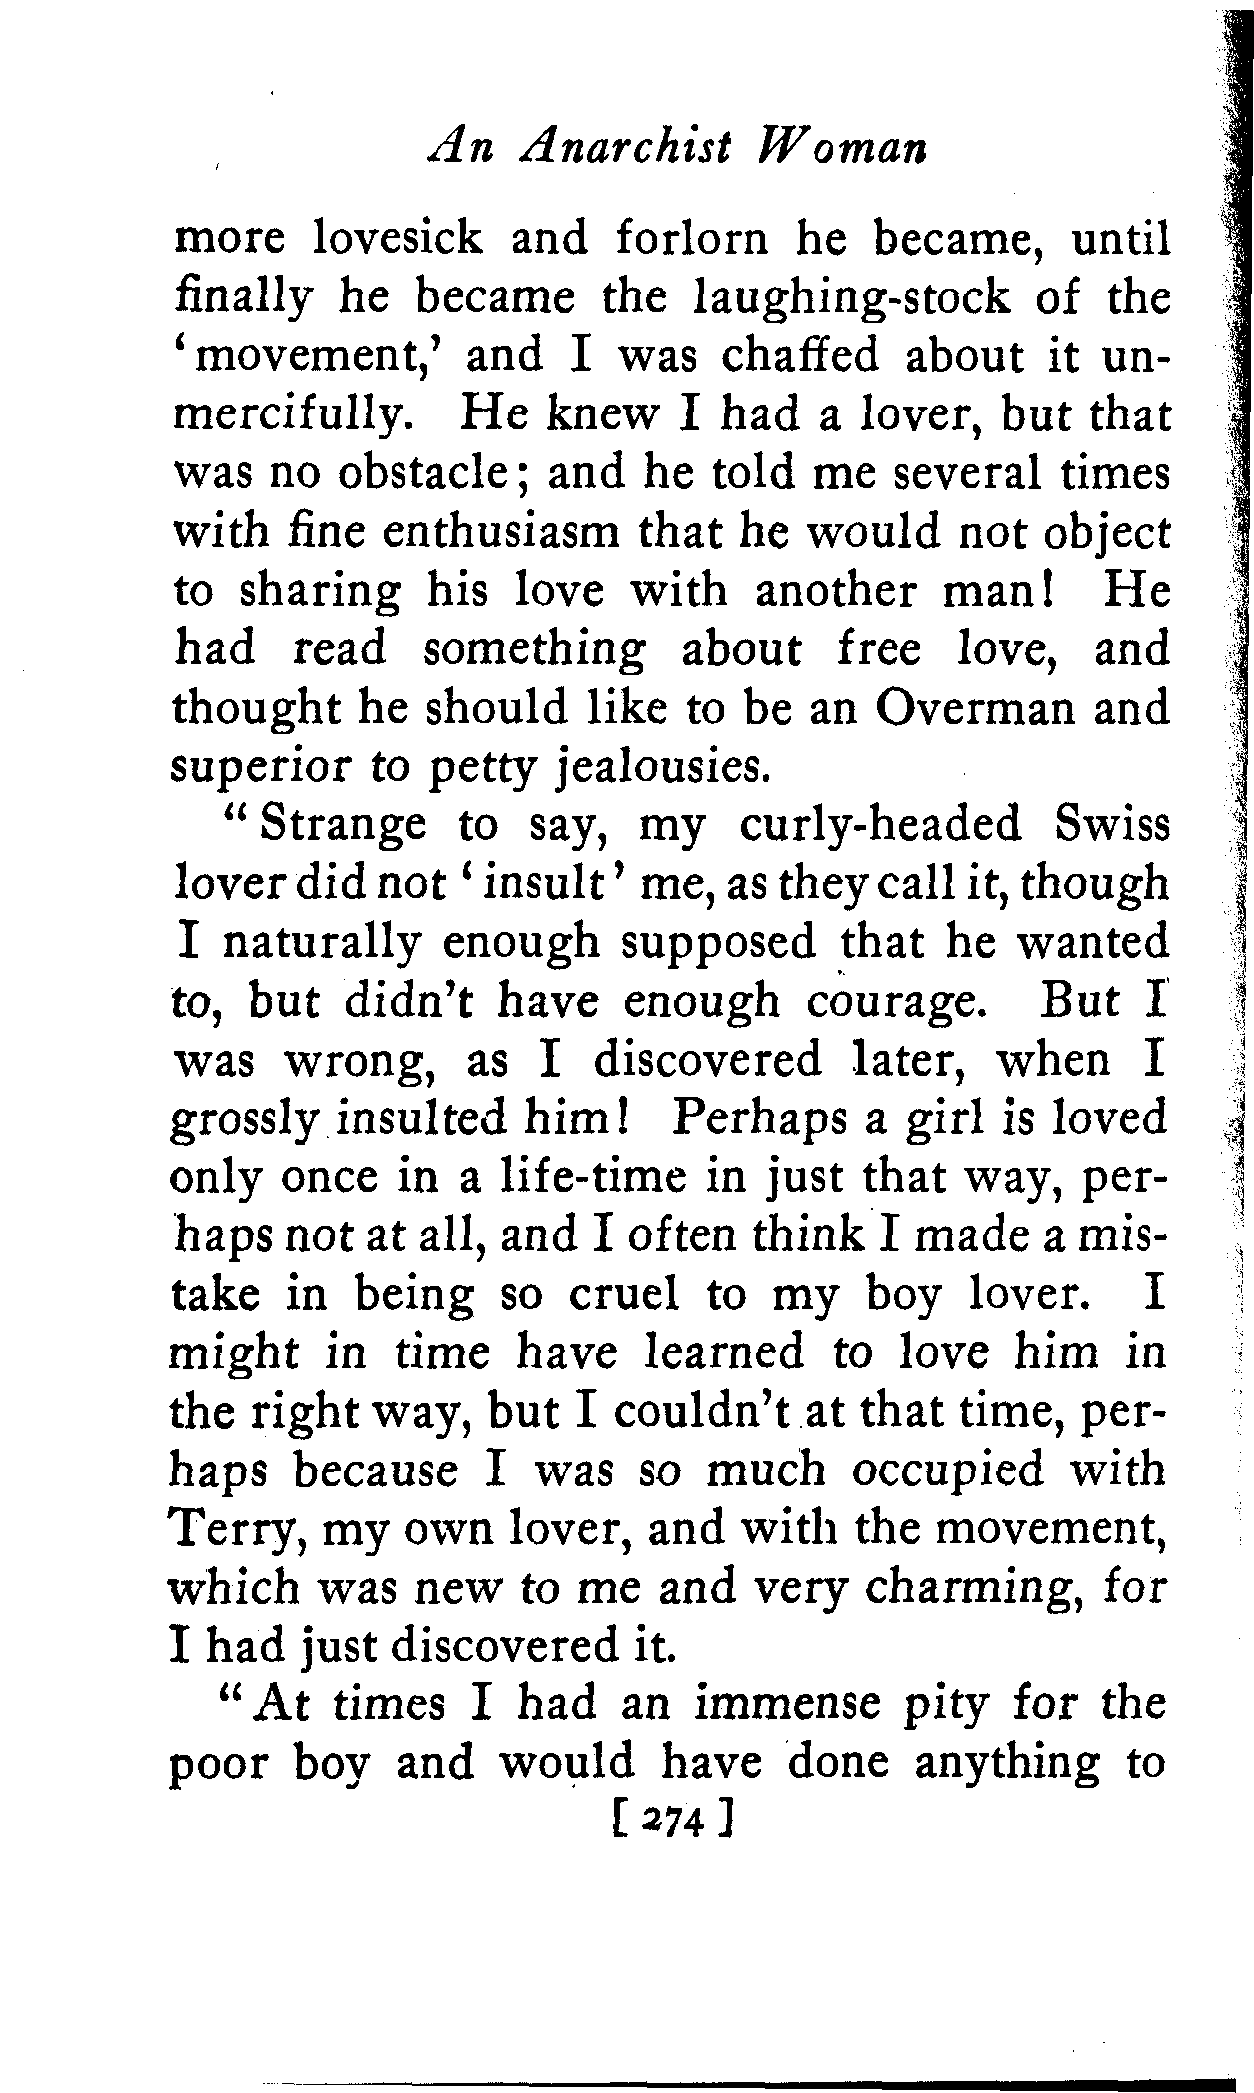 An Anarchist Woman
more lovesick and forlorn he became, until
finally he became the laughing-stock of the
‘movement,’ and I was chaffed about it un-
mercifully. He knew I had a lover, but that
was no obstacle; and he told me several times
with fine enthusiasm that he would not object
to sharing his love with another man! He
had read something about free love, and
thought he should like to be an Overman and
superior to petty jealousies.
“Strange to say, my curly-headed Swiss
lover did not ‘insult’ me, as they call it, though
I naturally enough supposed that he wanted
to, but didn’t have enough courage. But I
was wrong, as I discovered later, when I
grossly insulted him! Perhaps a girl is loved
only once in a life-time in just that way, per-
haps not at all, and I often think I made a mis-
take in being so cruel to my boy lover. I
might in time have learned to love him in
the right way, but I couldn’t at that time, per-
haps because I was so much occupied with
Terry, my own lover, and with the movement,
which was new to me and very charming, for
I had just discovered it.
“At times I had an immense pity for the
poor boy and would have done anything to
[ 274 ]